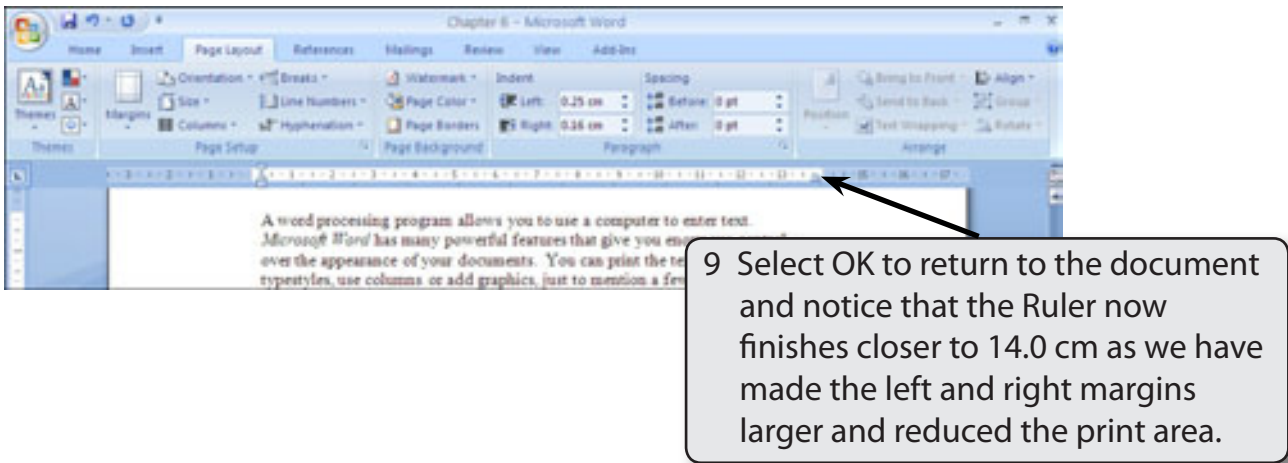 Chapter 6 - Microsoft Word
Home Insert Page Layout References Mailings Review View Add-Ins
Themes
Margins
Orientation
Size
Columns
Breaks
Line Numbers
Hyphenation
Watermark
Page Color
Page Borders
Indent
Left: 0.25 cm
Right: 0.16 cm
Spacing
Before: 0 pt
After: 0 pt
Position
Bring to Front
Send to Back
Text Wrapping
Align
Group
Rotate
Themes Page Setup Page Background Paragraph Arrange
A word processing program allows you to use a computer to enter text.
Microsoft Word has many powerful features that give you
over the appearance of your documents. You can print the
typestyles, use columns or add graphics, just to mention a few
9 Select OK to return to the document
and notice that the Ruler now
finishes closer to 14.0 cm as we have
made the left and right margins
larger and reduced the print area.